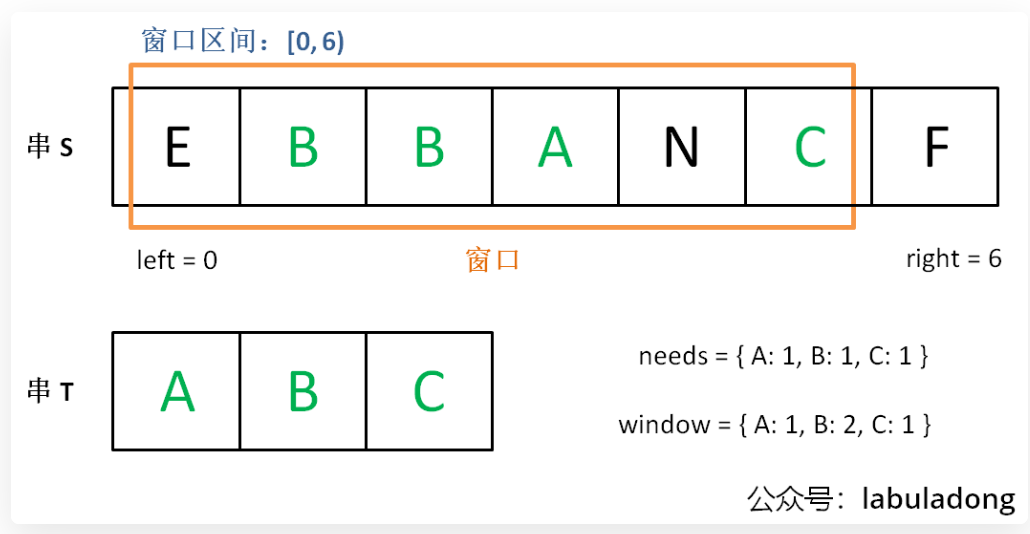 窗口区间：[0, 6)
串 S E B B A N C F
left = 0 窗口 right = 6
串 T A B C
needs = { A: 1, B: 1, C: 1 }
window = { A: 1, B: 2, C: 1 }
公众号：labuladong